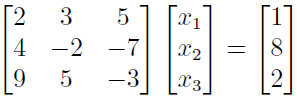 2 3 5 x₁ 1
4 −2 −7 x₂ = 8
9 5 −3 x₃ 2